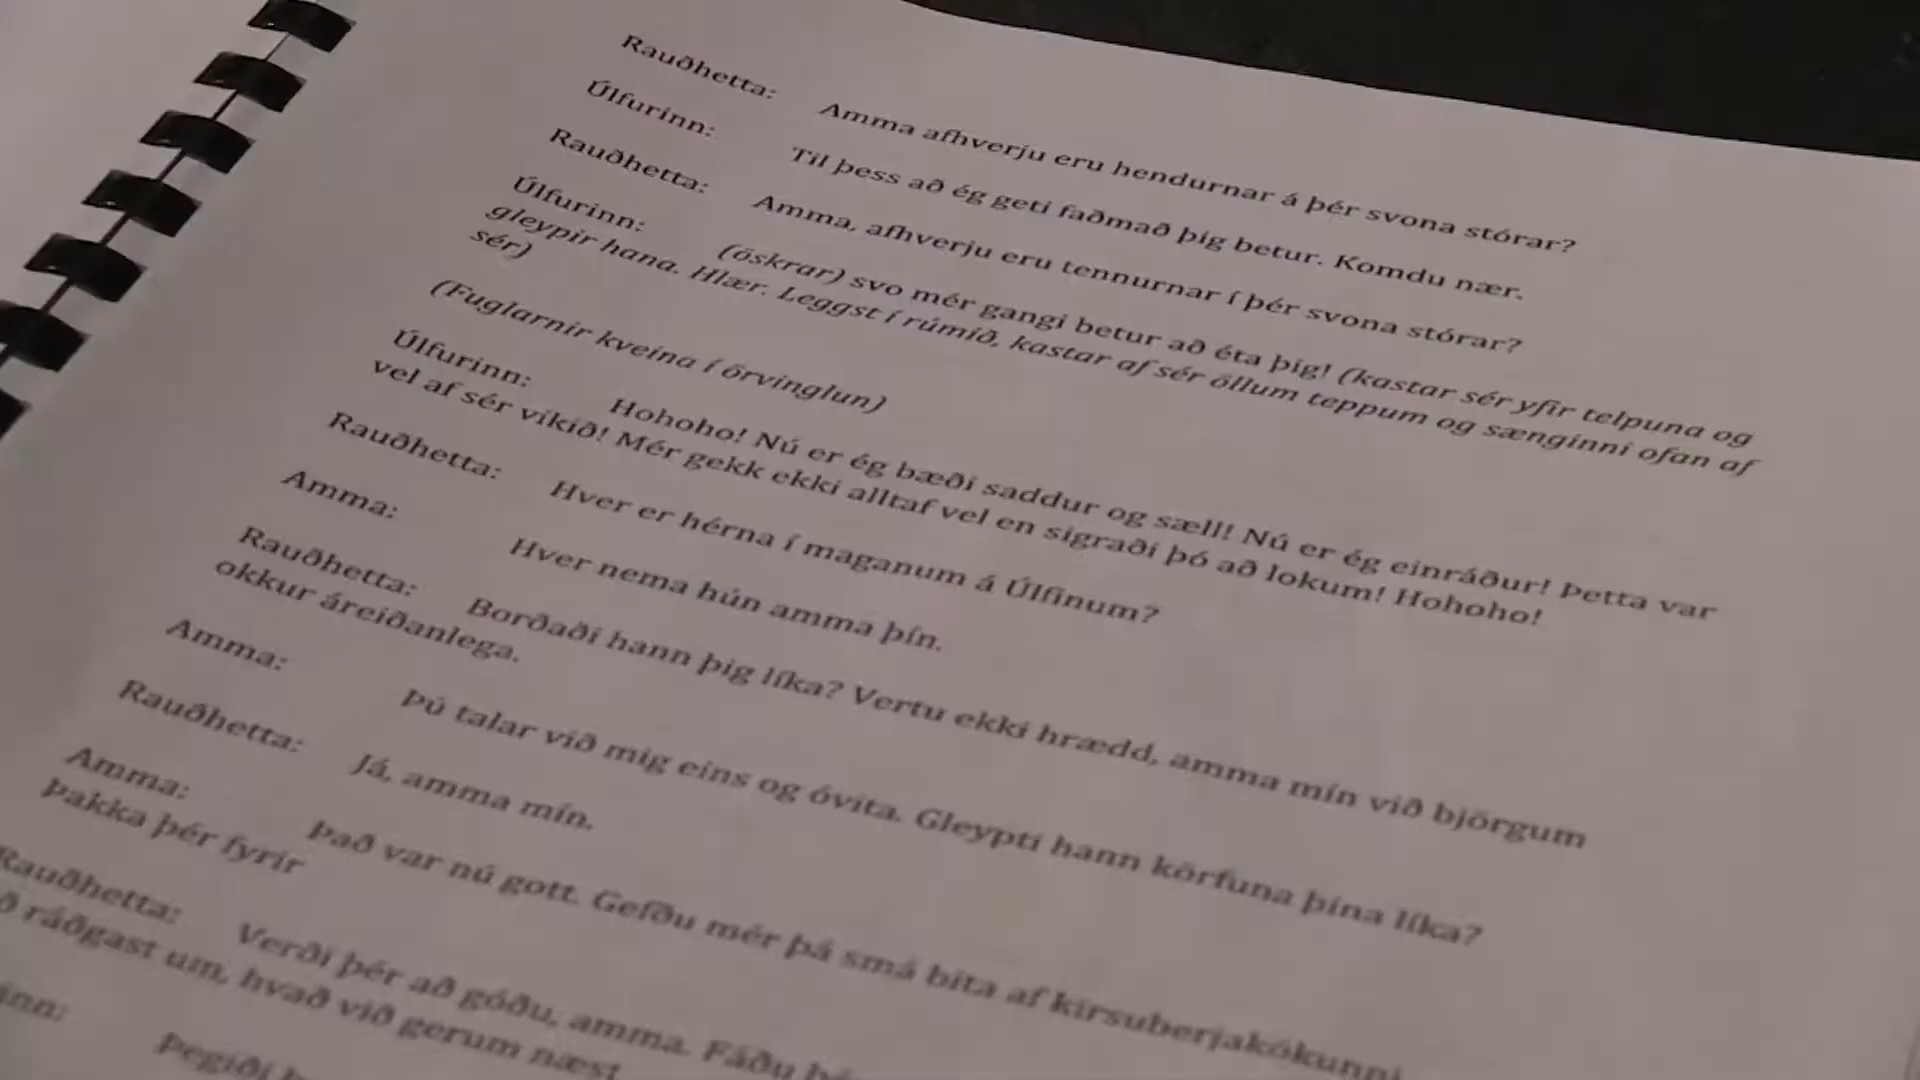 Rauðhetta: Amma afhverju eru hendurnar á þér svona stórar?
Úlfurinn: Til þess að ég geti faðmað þig betur. Komdu nær.
Rauðhetta: Amma, afhverju eru tennurnar í þér svona stórar?
Úlfurinn: (öskrar) svo mér gangi betur að éta þig! (kastar sér yfir telpuna og
gleypir hana. Hlær. Leggst í rúmið, kastar af sér öllum teppum og sænginni ofan af
sér)
(Fuglarnir kveina í örvinglun)
Úlfurinn: Hohoho! Nú er ég bæði saddur og sæll! Nú er ég einráður! Þetta var
vel af sér vikið! Mér gekk ekki alltaf vel en sigraði þó að lokum! Hohoho!
Rauðhetta: Hver er hérna í maganum á Úlfinum?
Amma: Hver nema hún amma þín.
Rauðhetta: Borðaði hann þig líka? Vertu ekki hrædd, amma mín við björgum
okkur áreiðanlega.
Amma: Þú talar við mig eins og óvita. Gleypti hann körfuna þína líka?
Rauðhetta: Já, amma mín.
Amma: Það var nú gott. Gefðu mér þá smá bita af kirsuberjakökunni
þakka þér fyrir
Rauðhetta: Verði þér að góðu, amma. Fáðu
ð ráðgast um, hvað við gerum næst
inn: Þegiði